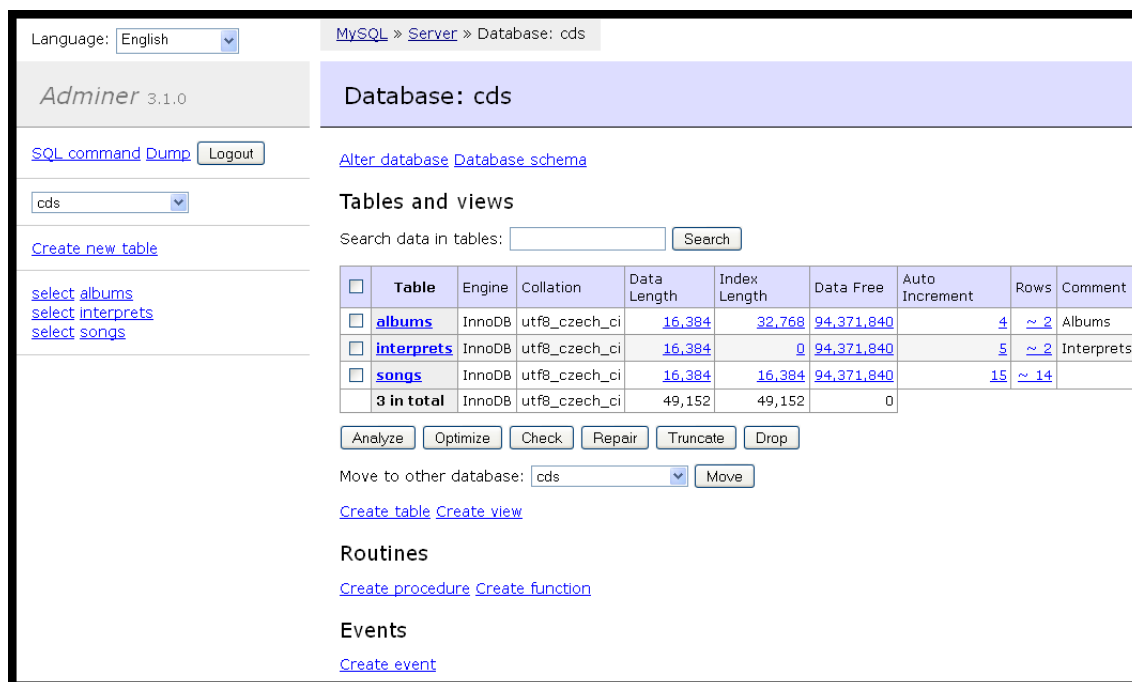 Language: English
MySQL » Server » Database: cds
Adminer 3.1.0
Database: cds
SQL command Dump Logout
cds
Create new table
select albums
select interprets
select songs
Alter database Database schema
Tables and views
Search data in tables: Search
Table Engine Collation Data Length Index Length Data Free Auto Increment Rows Comment
albums InnoDB utf8_czech_ci 16,384 32,768 94,371,840 4 ~ 2 Albums
interprets InnoDB utf8_czech_ci 16,384 0 94,371,840 5 ~ 2 Interprets
songs InnoDB utf8_czech_ci 16,384 16,384 94,371,840 15 ~ 14
3 in total InnoDB utf8_czech_ci 49,152 49,152 0
Analyze Optimize Check Repair Truncate Drop
Move to other database: cds Move
Create table Create view
Routines
Create procedure Create function
Events
Create event